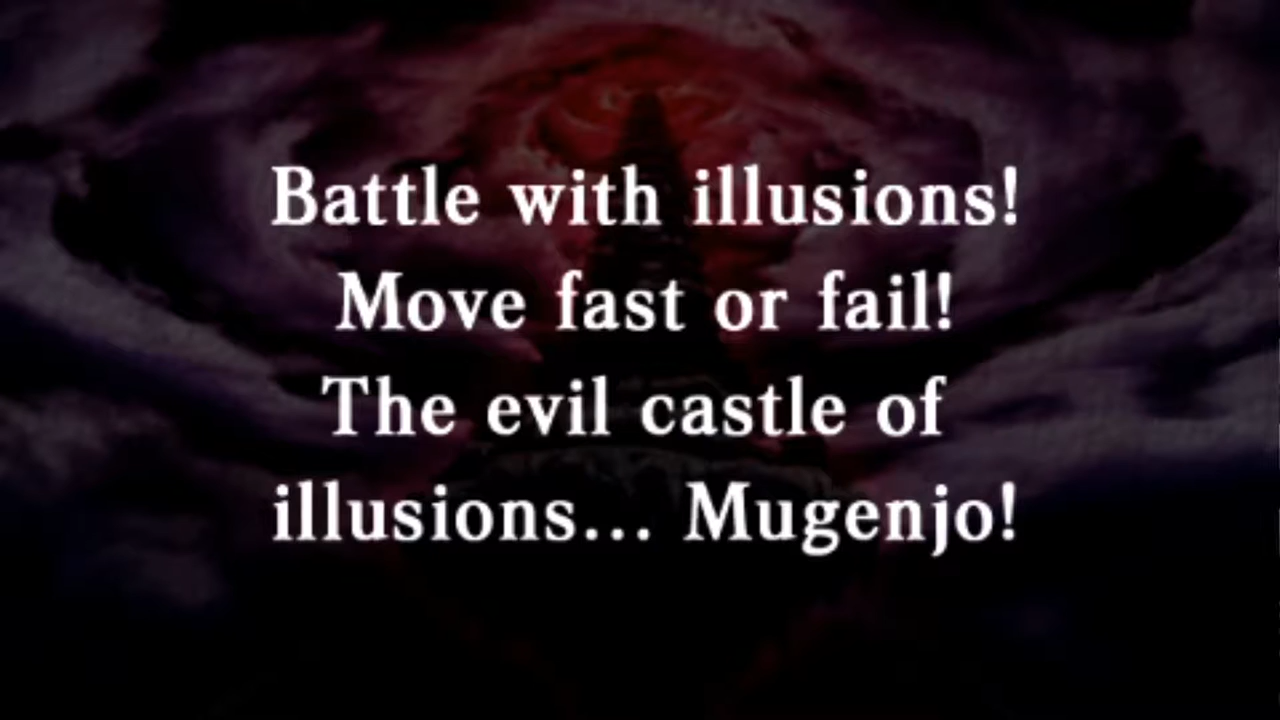 Battle with illusions!
Move fast or fail!
The evil castle of
illusions... Mugenjo!